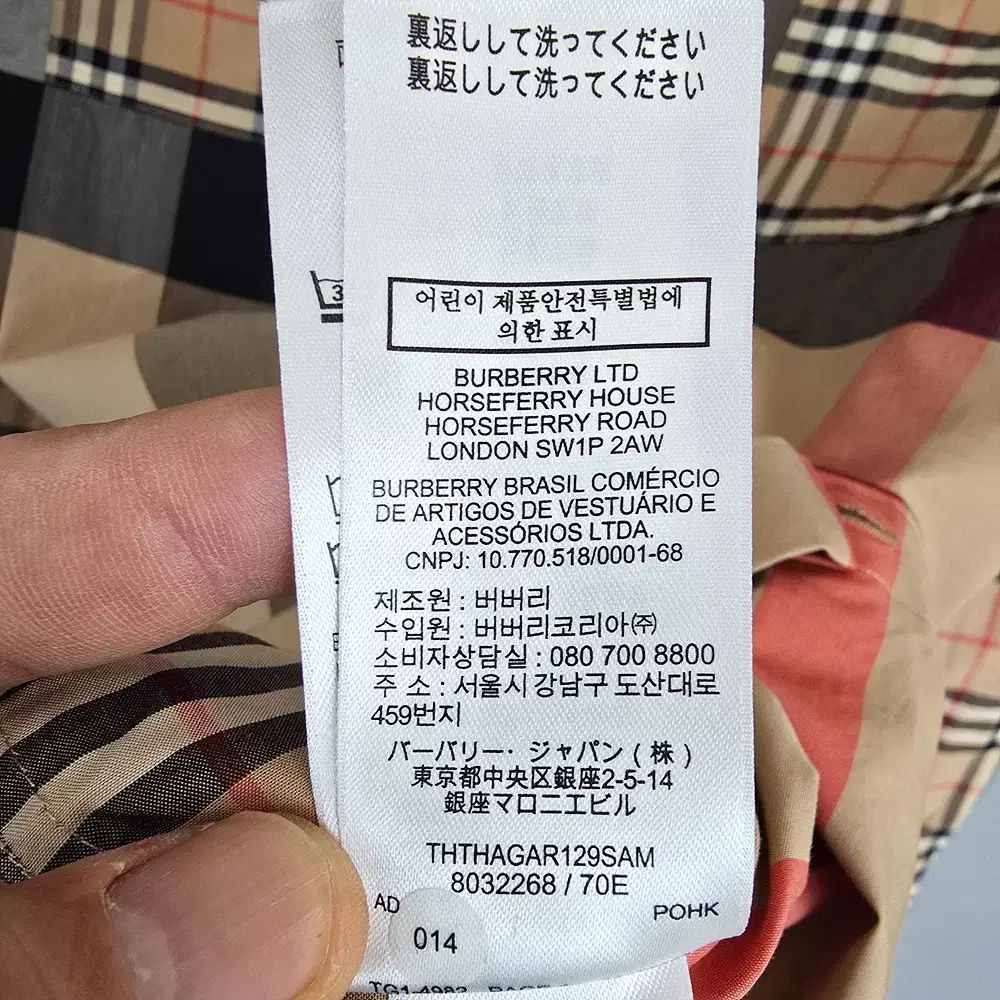 裏返しして洗ってください
裏返しして洗ってください
어린이 제품안전특별법에
의한 표시
BURBERRY LTD
HORSEFERRY HOUSE
HORSEFERRY ROAD
LONDON SW1P 2AW
BURBERRY BRASIL COMÉRCIO
DE ARTIGOS DE VESTUÁRIO E
ACESSÓRIOS LTDA.
CNPJ: 10.770.518/0001-68
제조원 : 버버리
수입원 : 버버리코리아㈜
소비자상담실 : 080 700 8800
주 소 : 서울시 강남구 도산대로
459번지
バーバリー・ジャパン ( 株 )
東京都中央区銀座2-5-14
銀座マロニエビル
THTHAGAR129SAM
8032268 / 70E
AD
POHK
014